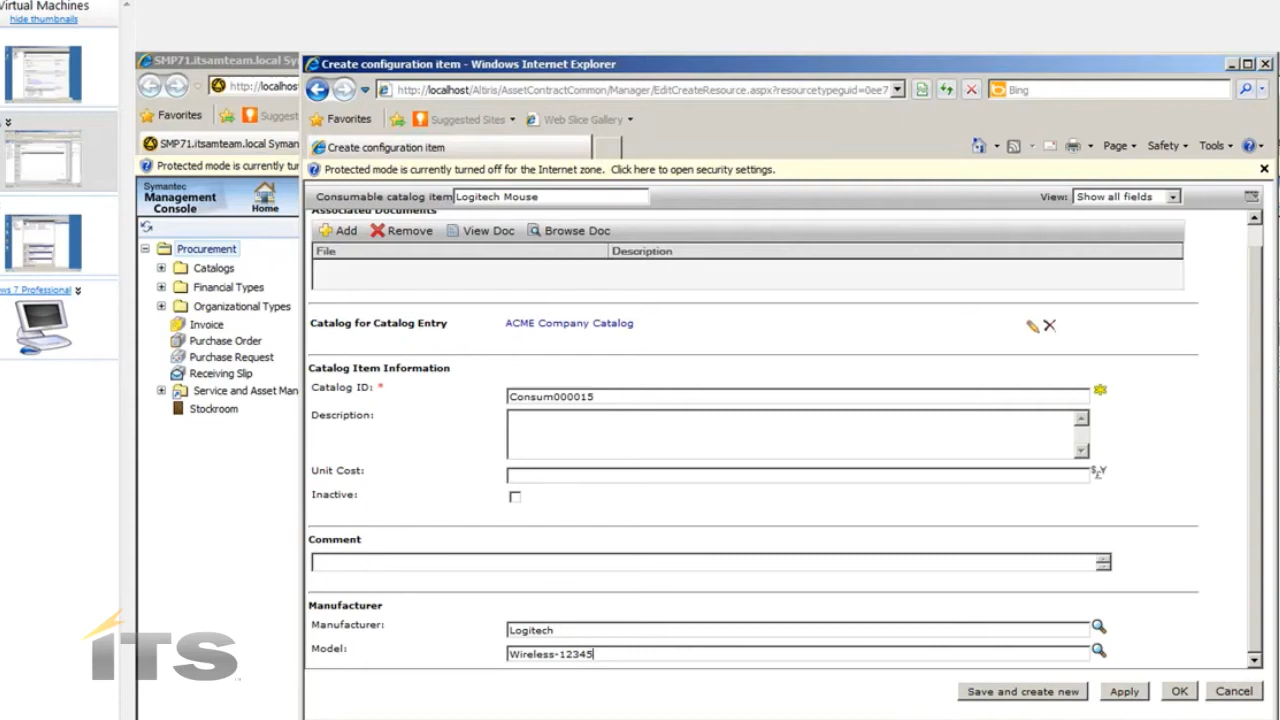 Virtual Machines
hide thumbnails
ws 7 Professional
SMP71.itsamteam.local Sy
http://localhos
Favorites
Suggest
SMP71.itsamteam.local Syman
Protected mode is currently tur
Symantec
Management
Console
Home
Procurement
Catalogs
Financial Types
Organizational Types
Invoice
Purchase Order
Purchase Request
Receiving Slip
Service and Asset Man
Stockroom
Create configuration item - Windows Internet Explorer
http://localhost/Altiris/AssetContractCommon/Manager/EditCreateResource.aspx?resourcetypeguid=0ee7
Bing
Favorites
Suggested Sites
Web Slice Gallery
Create configuration item
Page
Safety
Tools
Protected mode is currently turned off for the Internet zone. Click here to open security settings.
Consumable catalog item
Logitech Mouse
View:
Show all fields
Associated Documents
Add
Remove
View Doc
Browse Doc
File
Description
Catalog for Catalog Entry
ACME Company Catalog
Catalog Item Information
Catalog ID: *
Consum000015
Description:
Unit Cost:
Inactive:
Comment
Manufacturer
Manufacturer:
Logitech
Model:
Wireless-12345
Save and create new
Apply
OK
Cancel
iTS